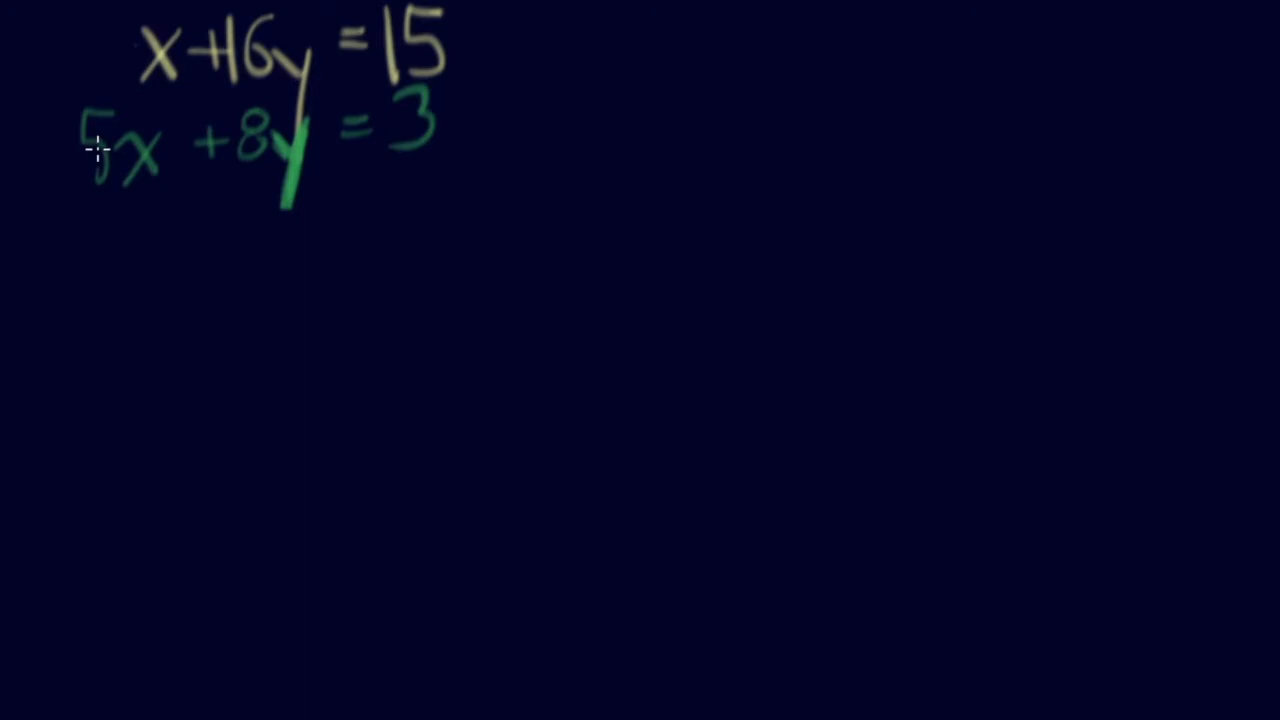 x+16y = 15
5x + 8y = 3